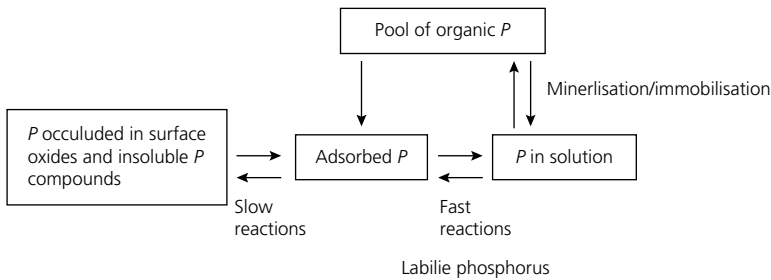 Pool of organic P
Minerlisation/immobilisation
P occuluded in surface
oxides and insoluble P
compounds
Adsorbed P
P in solution
Slow
reactions
Fast
reactions
Labilie phosphorus